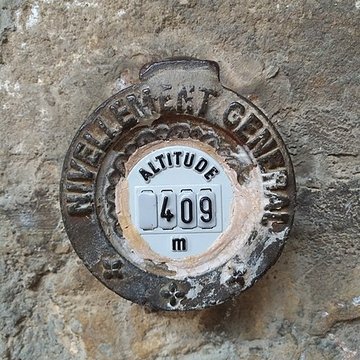 NIVELLEMENT GENERAL
ALTITUDE
409
m